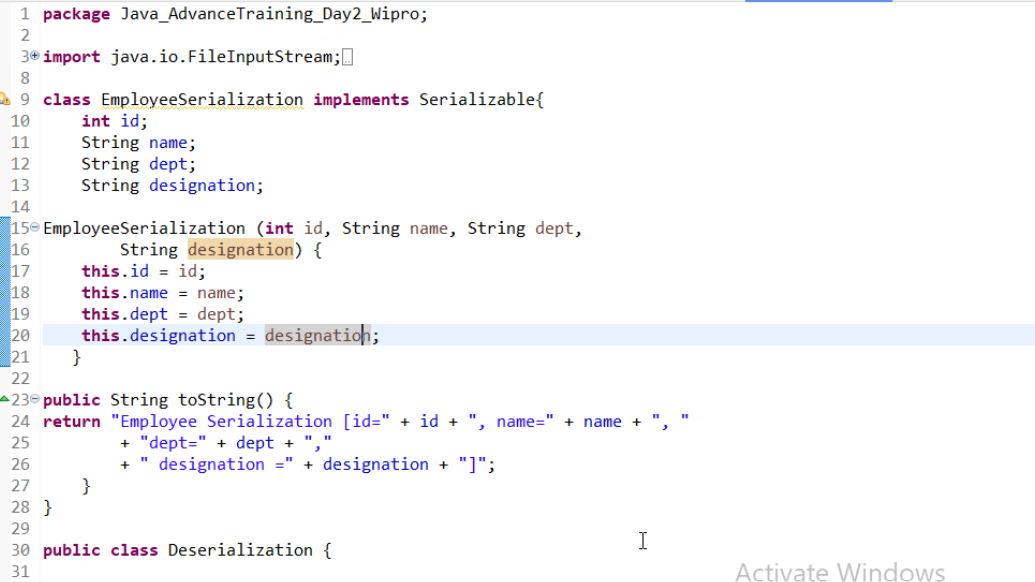 1 package Java_AdvanceTraining_Day2_Wipro;
2
3 import java.io.FileInputStream;
8
9 class EmployeeSerialization implements Serializable{
10 int id;
11 String name;
12 String dept;
13 String designation;
14
15 EmployeeSerialization (int id, String name, String dept,
16 String designation) {
17 this.id = id;
18 this.name = name;
19 this.dept = dept;
20 this.designation = designation;
21 }
22
23 public String toString() {
24 return "Employee Serialization [id=" + id + ", name=" + name + ", "
25 + "dept=" + dept + ","
26 + " designation =" + designation + "]";
27 }
28 }
29
30 public class Deserialization {
31
Activate Windows